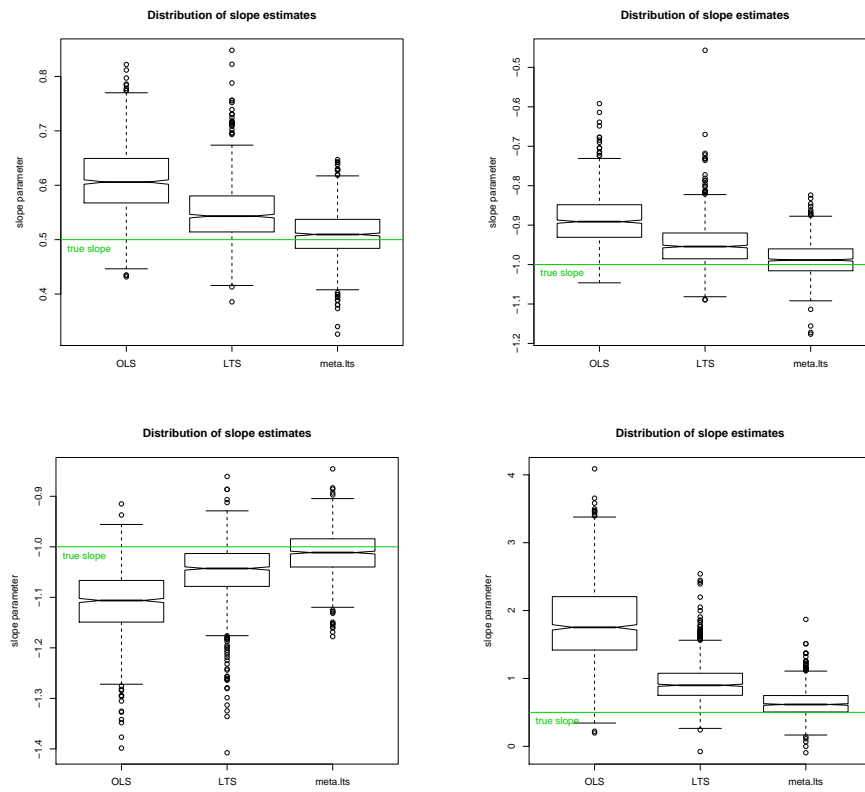 Distribution of slope estimates
slope parameter
0.8
0.7
0.6
0.5
0.4
true slope
OLS LTS meta.lts
Distribution of slope estimates
slope parameter
−0.5
−0.6
−0.7
−0.8
−0.9
−1.0
−1.1
−1.2
true slope
OLS LTS meta.lts
Distribution of slope estimates
slope parameter
−0.9
−1.0
−1.1
−1.2
−1.3
−1.4
true slope
OLS LTS meta.lts
Distribution of slope estimates
slope parameter
4
3
2
1
0
true slope
OLS LTS meta.lts